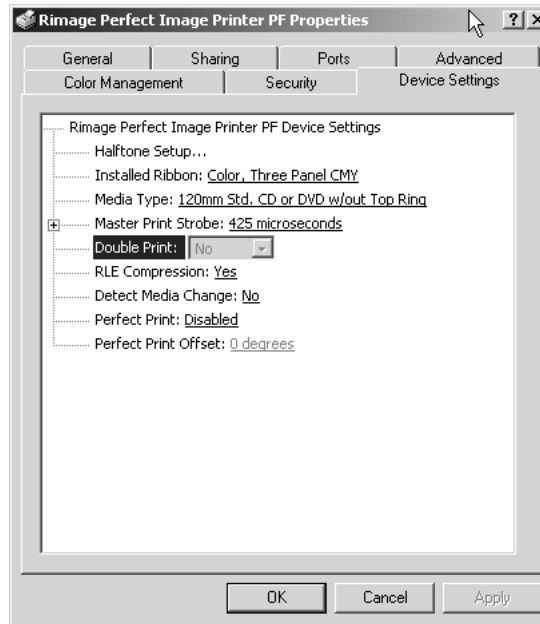 Rimage Perfect Image Printer PF Properties
General Sharing Ports Advanced
Color Management Security Device Settings
Rimage Perfect Image Printer PF Device Settings
Halftone Setup...
Installed Ribbon: Color, Three Panel CMY
Media Type: 120mm Std. CD or DVD w/out Top Ring
Master Print Strobe: 425 microseconds
Double Print: No
RLE Compression: Yes
Detect Media Change: No
Perfect Print: Disabled
Perfect Print Offset: 0 degrees
OK Cancel Apply